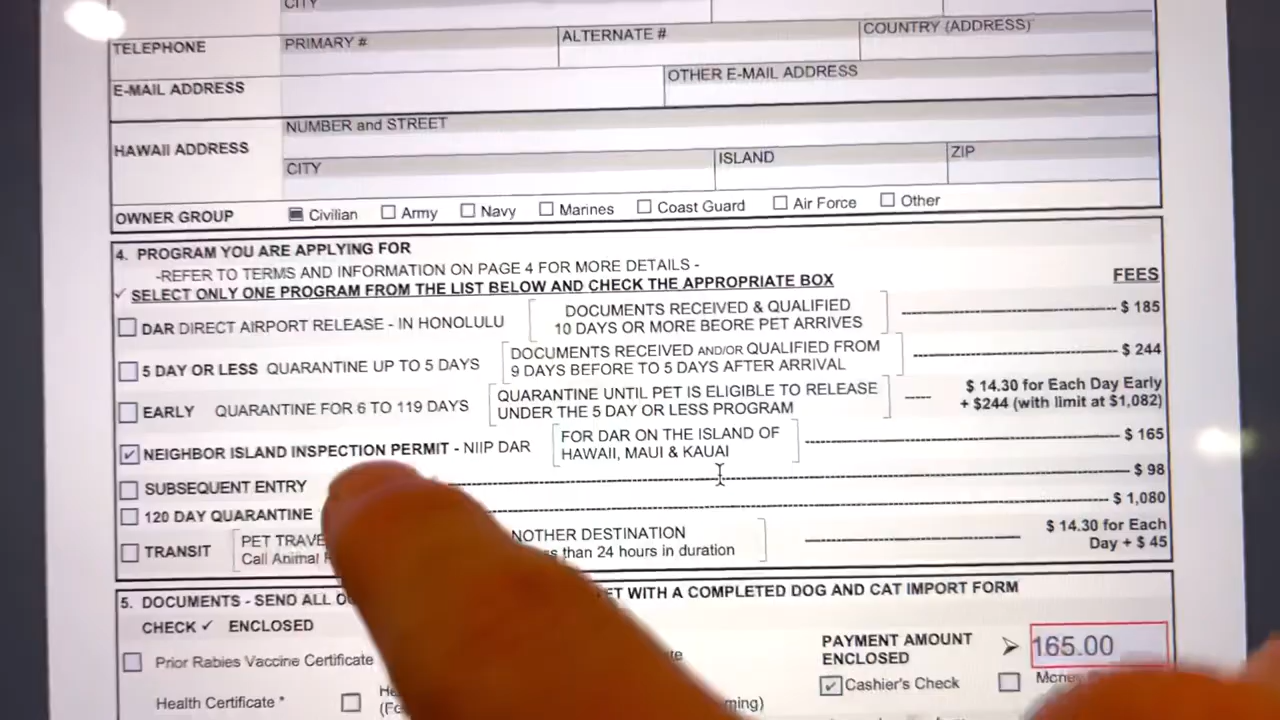 CITY
TELEPHONE PRIMARY # ALTERNATE # COUNTRY (ADDRESS)
E-MAIL ADDRESS OTHER E-MAIL ADDRESS
HAWAII ADDRESS NUMBER and STREET
CITY ISLAND ZIP
OWNER GROUP Civilian Army Navy Marines Coast Guard Air Force Other
4. PROGRAM YOU ARE APPLYING FOR
-REFER TO TERMS AND INFORMATION ON PAGE 4 FOR MORE DETAILS -
✓ SELECT ONLY ONE PROGRAM FROM THE LIST BELOW AND CHECK THE APPROPRIATE BOX FEES
DAR DIRECT AIRPORT RELEASE - IN HONOLULU DOCUMENTS RECEIVED & QUALIFIED $ 185
10 DAYS OR MORE BEORE PET ARRIVES
5 DAY OR LESS QUARANTINE UP TO 5 DAYS DOCUMENTS RECEIVED AND/OR QUALIFIED FROM $ 244
9 DAYS BEFORE TO 5 DAYS AFTER ARRIVAL
EARLY QUARANTINE FOR 6 TO 119 DAYS QUARANTINE UNTIL PET IS ELIGIBLE TO RELEASE $ 14.30 for Each Day Early
UNDER THE 5 DAY OR LESS PROGRAM + $244 (with limit at $1,082)
NEIGHBOR ISLAND INSPECTION PERMIT - NIIP DAR FOR DAR ON THE ISLAND OF $ 165
HAWAII, MAUI & KAUAI
SUBSEQUENT ENTRY $ 98
120 DAY QUARANTINE $ 1,080
TRANSIT PET TRAVE NOTHER DESTINATION $ 14.30 for Each
Call Animal than 24 hours in duration Day + $ 45
5. DOCUMENTS - SEND ALL WITH A COMPLETED DOG AND CAT IMPORT FORM
CHECK ✓ ENCLOSED
PAYMENT AMOUNT ENCLOSED 165.00
Prior Rabies Vaccine Certificate
Cashier's Check
Health Certificate *